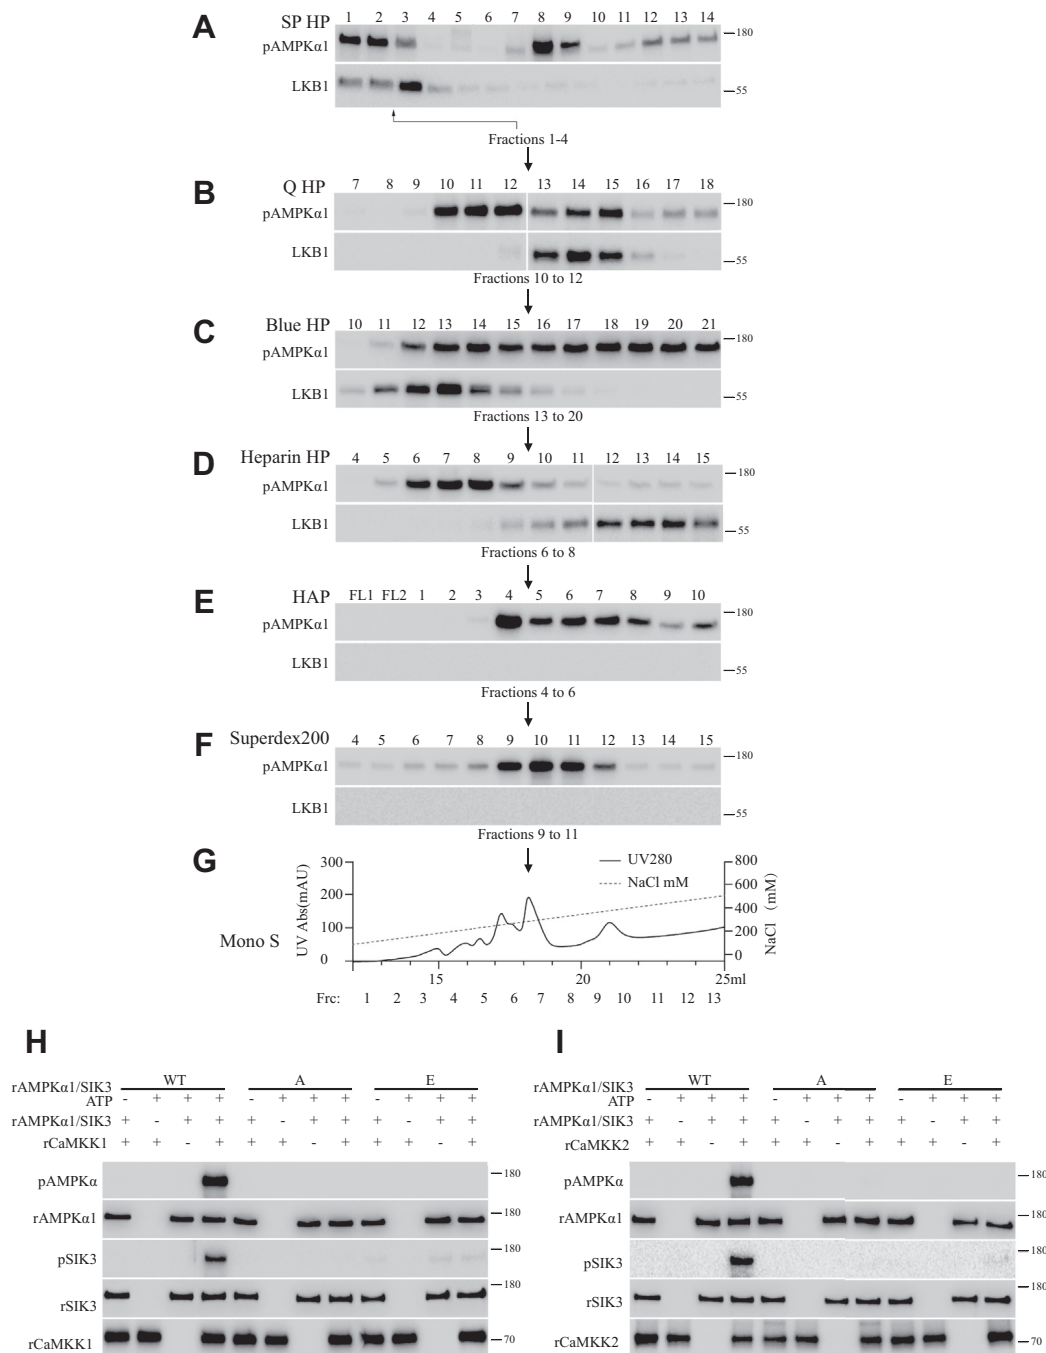 A
SP HP 1 2 3 4 5 6 7 8 9 10 11 12 13 14
pAMPKα1 180
LKB1 55
Fractions 1-4
B
Q HP 7 8 9 10 11 12 13 14 15 16 17 18
pAMPKα1 180
LKB1 55
Fractions 10 to 12
C
Blue HP 10 11 12 13 14 15 16 17 18 19 20 21
pAMPKα1 180
LKB1 55
Fractions 13 to 20
D
Heparin HP 4 5 6 7 8 9 10 11 12 13 14 15
pAMPKα1 180
LKB1 55
Fractions 6 to 8
E
HAP FL1 FL2 1 2 3 4 5 6 7 8 9 10
pAMPKα1 180
LKB1 55
Fractions 4 to 6
F
Superdex200 4 5 6 7 8 9 10 11 12 13 14 15
pAMPKα1 180
LKB1 55
Fractions 9 to 11
G
Mono S
UV Abs(mAU)
300
200
100
0
UV280
NaCl mM
800
600
400
200
0
NaCl (mM)
15 20 25ml
Frc: 1 2 3 4 5 6 7 8 9 10 11 12 13
H
rAMPKα1/SIK3 WT A E
ATP - + + + - + + + - + + +
rAMPKα1/SIK3 + - + + + - + + + - + +
rCaMKK1 + + - + + + - + + + - +
pAMPKα 180
rAMPKα1 180
pSIK3 180
rSIK3 180
rCaMKK1 70
I
rAMPKα1/SIK3 WT A E
ATP - + + + - + + + - + + +
rAMPKα1/SIK3 + - + + + - + + + - + +
rCaMKK2 + + - + + + - + + + - +
pAMPKα 180
rAMPKα1 180
pSIK3 180
rSIK3 180
rCaMKK2 70